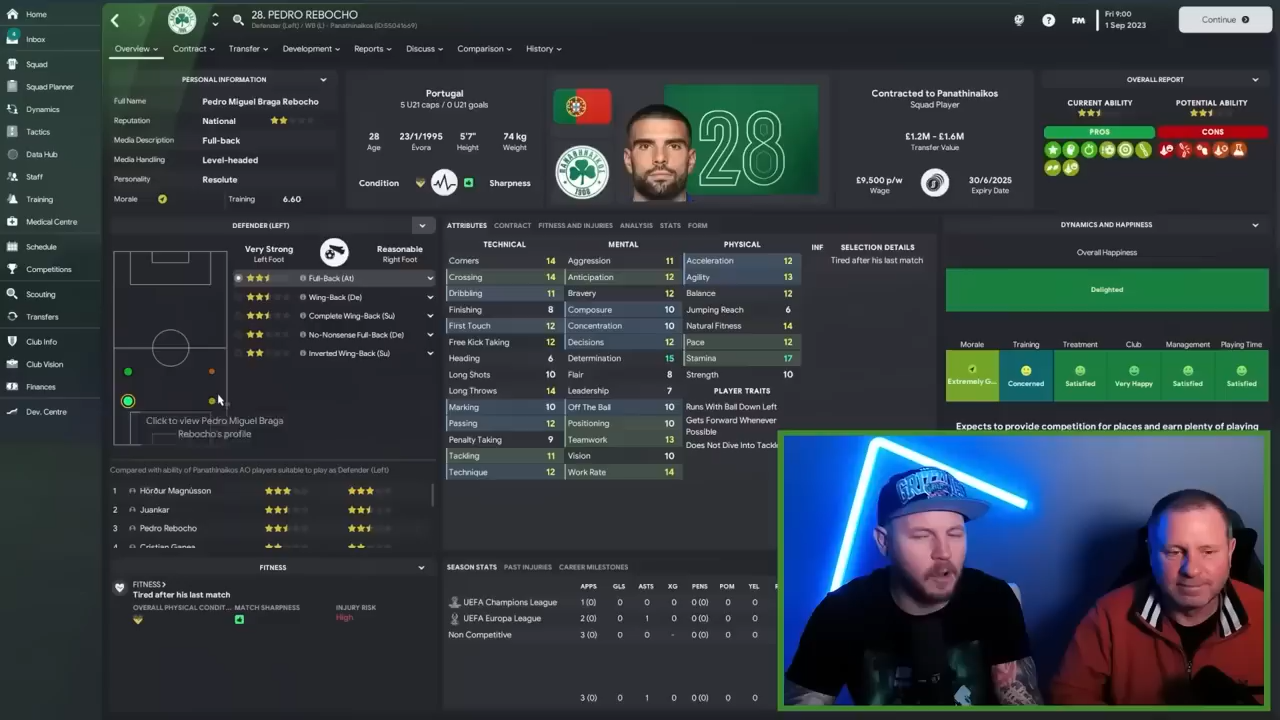 Home
Inbox
Squad
Squad Planner
Dynamics
Tactics
Data Hub
Staff
Training
Medical Centre
Schedule
Competitions
Scouting
Transfers
Club Info
Club Vision
Finances
Dev. Centre
28. PEDRO REBOCHO
Defender (Left) / WB (L) - Panathinaikos
FM
Fri 9:00
1 Sep 2023
Continue
Overview
Contract
Transfer
Development
Reports
Discuss
Comparison
History
PERSONAL INFORMATION
Full Name Pedro Miguel Braga Rebocho
Reputation National
Media Description Full-back
Media Handling Level-headed
Personality Resolute
Morale Training 6.60
Portugal
5 U21 caps / 0 U21 goals
28 23/1/1995 5'7" 74 kg
Age Évora Height Weight
Condition Sharpness
PANATHINAIKOS
1908
28
Contracted to Panathinaikos
Squad Player
£1.2M - £1.6M
Transfer Value
£9,500 p/w
Wage
30/6/2025
Expiry Date
OVERALL REPORT
CURRENT ABILITY POTENTIAL ABILITY
PROS CONS
DEFENDER (LEFT)
Very Strong Reasonable
Left Foot Right Foot
Full-Back (At)
Wing-Back (De)
Complete Wing-Back (Su)
No-Nonsense Full-Back (De)
Inverted Wing-Back (Su)
Click to view Pedro Miguel Braga
Rebocho's profile
Compared with ability of Panathinaikos AO players suitable to play as Defender (Left)
1 Hörður Magnússon
2 Juankar
3 Pedro Rebocho
4 Cristian Ganea
FITNESS
FITNESS >
Tired after his last match
OVERALL PHYSICAL CONDIT... MATCH SHARPNESS INJURY RISK
High
ATTRIBUTES CONTRACT FITNESS AND INJURIES ANALYSIS STATS FORM
TECHNICAL MENTAL PHYSICAL
Corners 14 Aggression 11 Acceleration 12
Crossing 14 Anticipation 12 Agility 13
Dribbling 11 Bravery 12 Balance 12
Finishing 8 Composure 10 Jumping Reach 6
First Touch 12 Concentration 10 Natural Fitness 14
Free Kick Taking 12 Decisions 12 Pace 12
Heading 6 Determination 15 Stamina 17
Long Shots 10 Flair 8 Strength 10
Long Throws 14 Leadership 7 PLAYER TRAITS
Marking 10 Off The Ball 10 Runs With Ball Down Left
Passing 12 Positioning 10 Gets Forward Whenever
Possible
Penalty Taking 9 Teamwork 13 Does Not Dive Into Tackle
Tackling 11 Vision 10
Technique 12 Work Rate 14
INF SELECTION DETAILS
Tired after his last match
SEASON STATS PAST INJURIES CAREER MILESTONES
APPS GLS ASTS XG PENS POM YEL
UEFA Champions League 1 (0) 0 0 0 0 (0) 0 0
UEFA Europa League 2 (0) 0 1 0 0 (0) 0 0
Non Competitive 3 (0) 0 0 - 0 (0) 0 0
3 (0) 0 1 0 0 (0) 0 0
DYNAMICS AND HAPPINESS
Overall Happiness
Delighted
Morale Training Treatment Club Management Playing Time
Extremely G... Concerned Satisfied Very Happy Satisfied Satisfied
Expects to provide competition for places and earn plenty of playing
GRIZZLIES